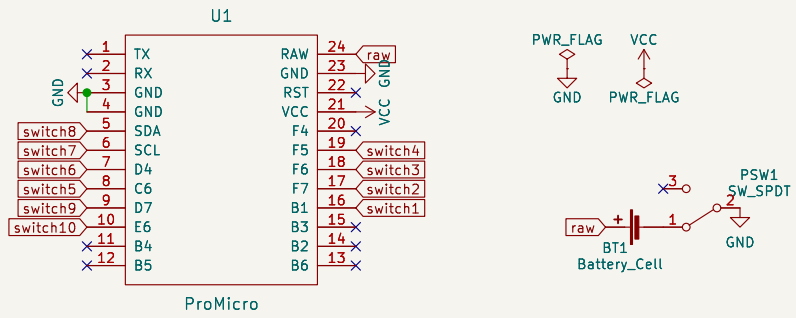 U1
1 TX
2 RX
3 GND
4 GND
5 SDA
6 SCL
7 D4
8 C6
9 D7
10 E6
11 B4
12 B5
GND
switch8
switch7
switch6
switch5
switch9
switch10
RAW 24
GND 23
RST 22
VCC 21
F4 20
F5 19
F6 18
F7 17
B1 16
B3 15
B2 14
B6 13
raw
GND
VCC
switch4
switch3
switch2
switch1
ProMicro
PWR_FLAG
GND
VCC
PWR_FLAG
raw
+
BT1
Battery_Cell
3
1
2
PSW1
SW_SPDT
GND